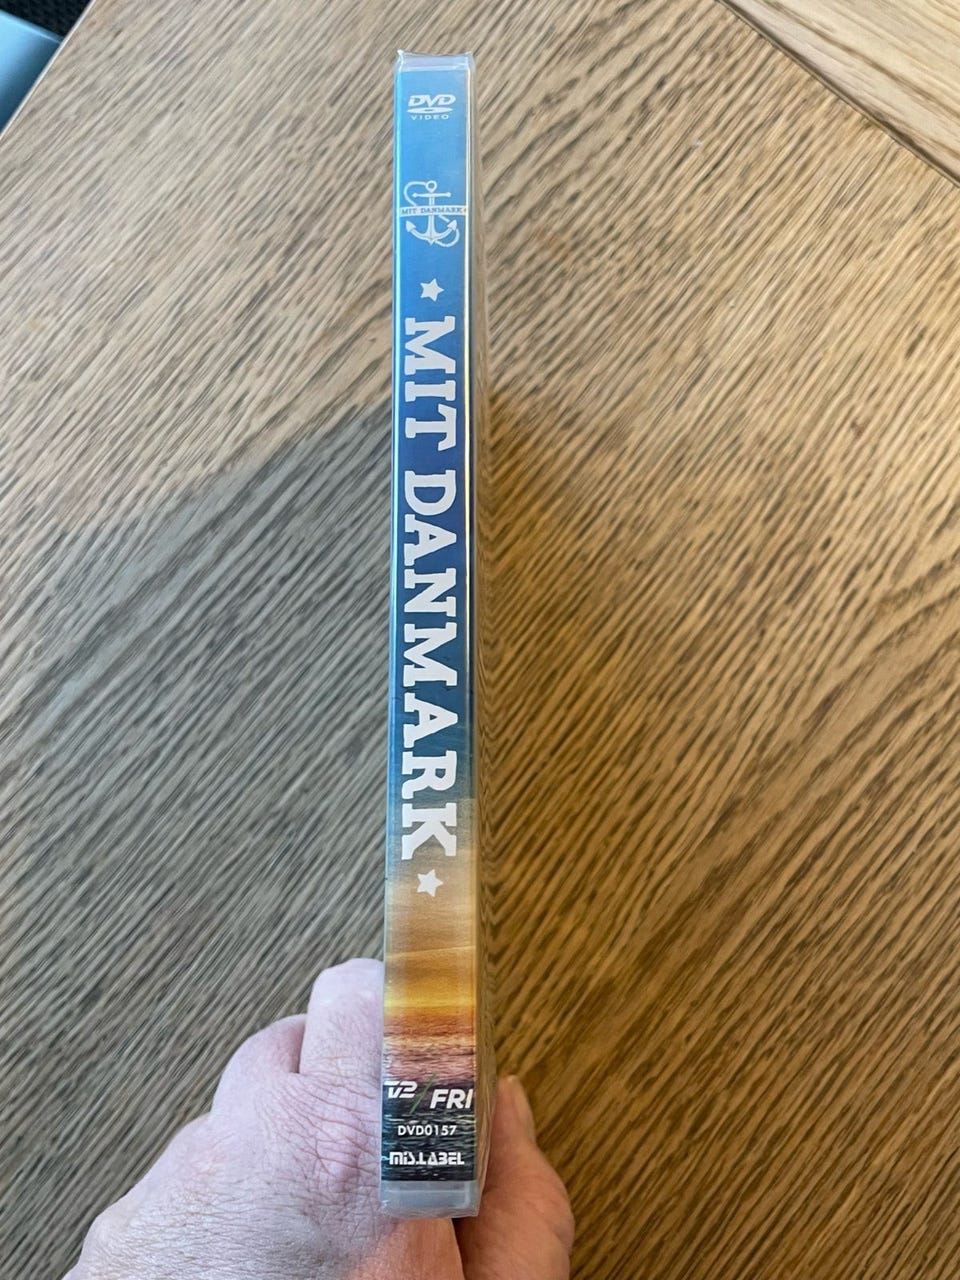 DVD
VIDEO
MIT DANMARK
MIT DANMARK
TV2/FRI
DVD0157
MIS.LABEL